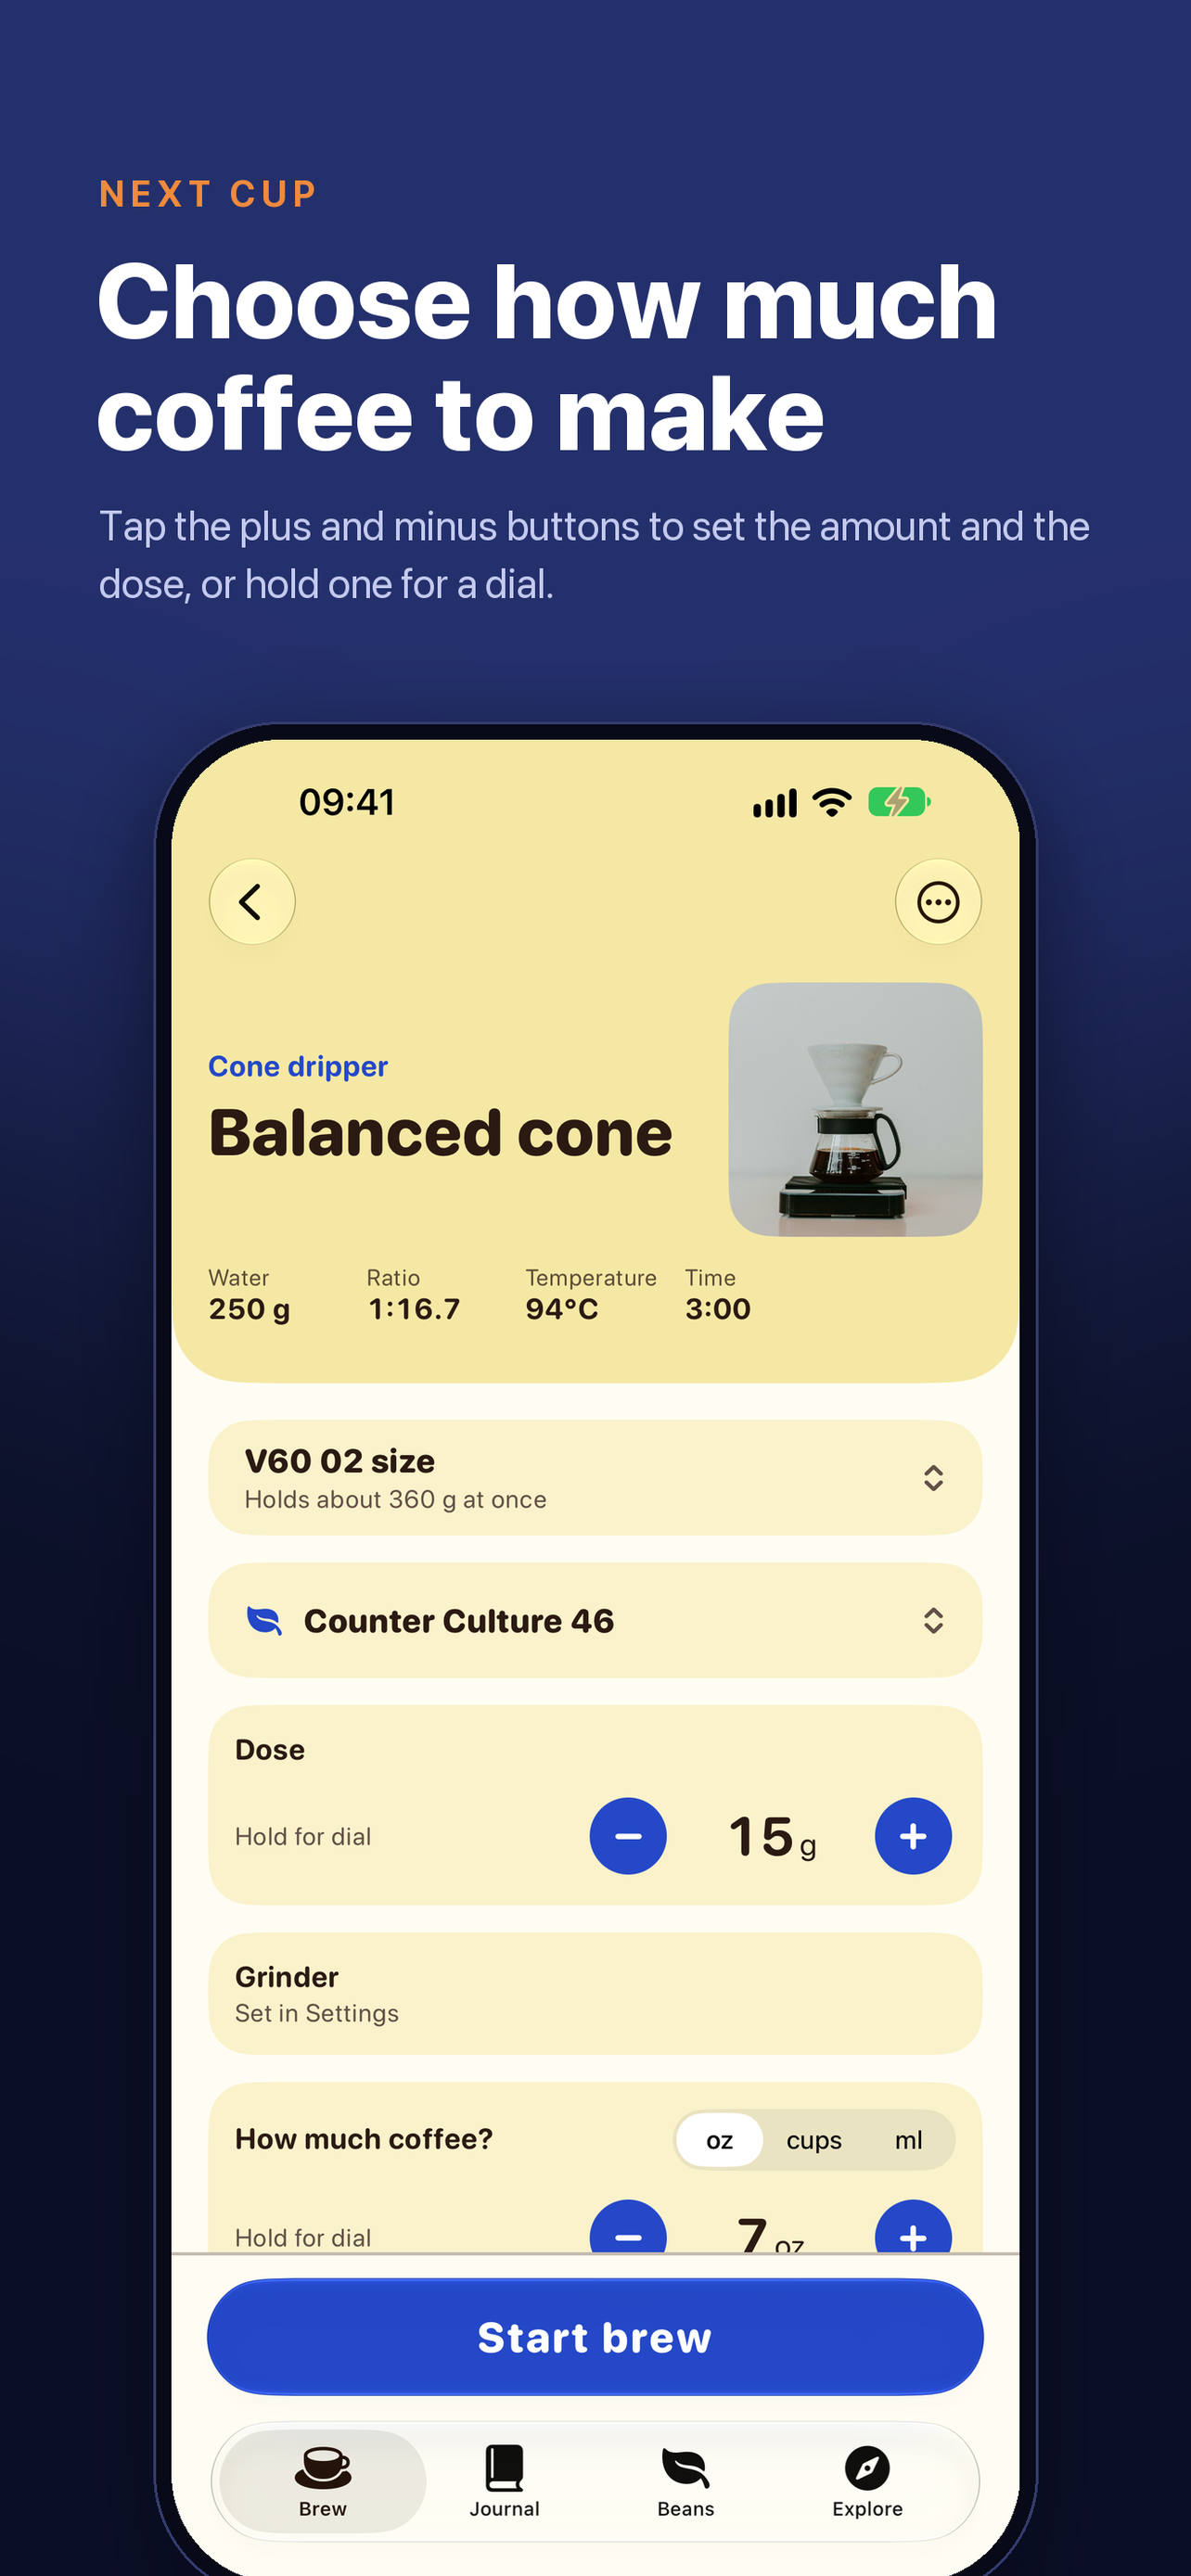 NEXT CUP
Choose how much
coffee to make
Tap the plus and minus buttons to set the amount and the
dose, or hold one for a dial.
09:41
Cone dripper
Balanced cone
Water Ratio Temperature Time
250 g 1:16.7 94°C 3:00
V60 02 size
Holds about 360 g at once
Counter Culture 46
Dose
Hold for dial 15 g
Grinder
Set in Settings
How much coffee? oz cups ml
Hold for dial 7 oz
Start brew
Brew Journal Beans Explore